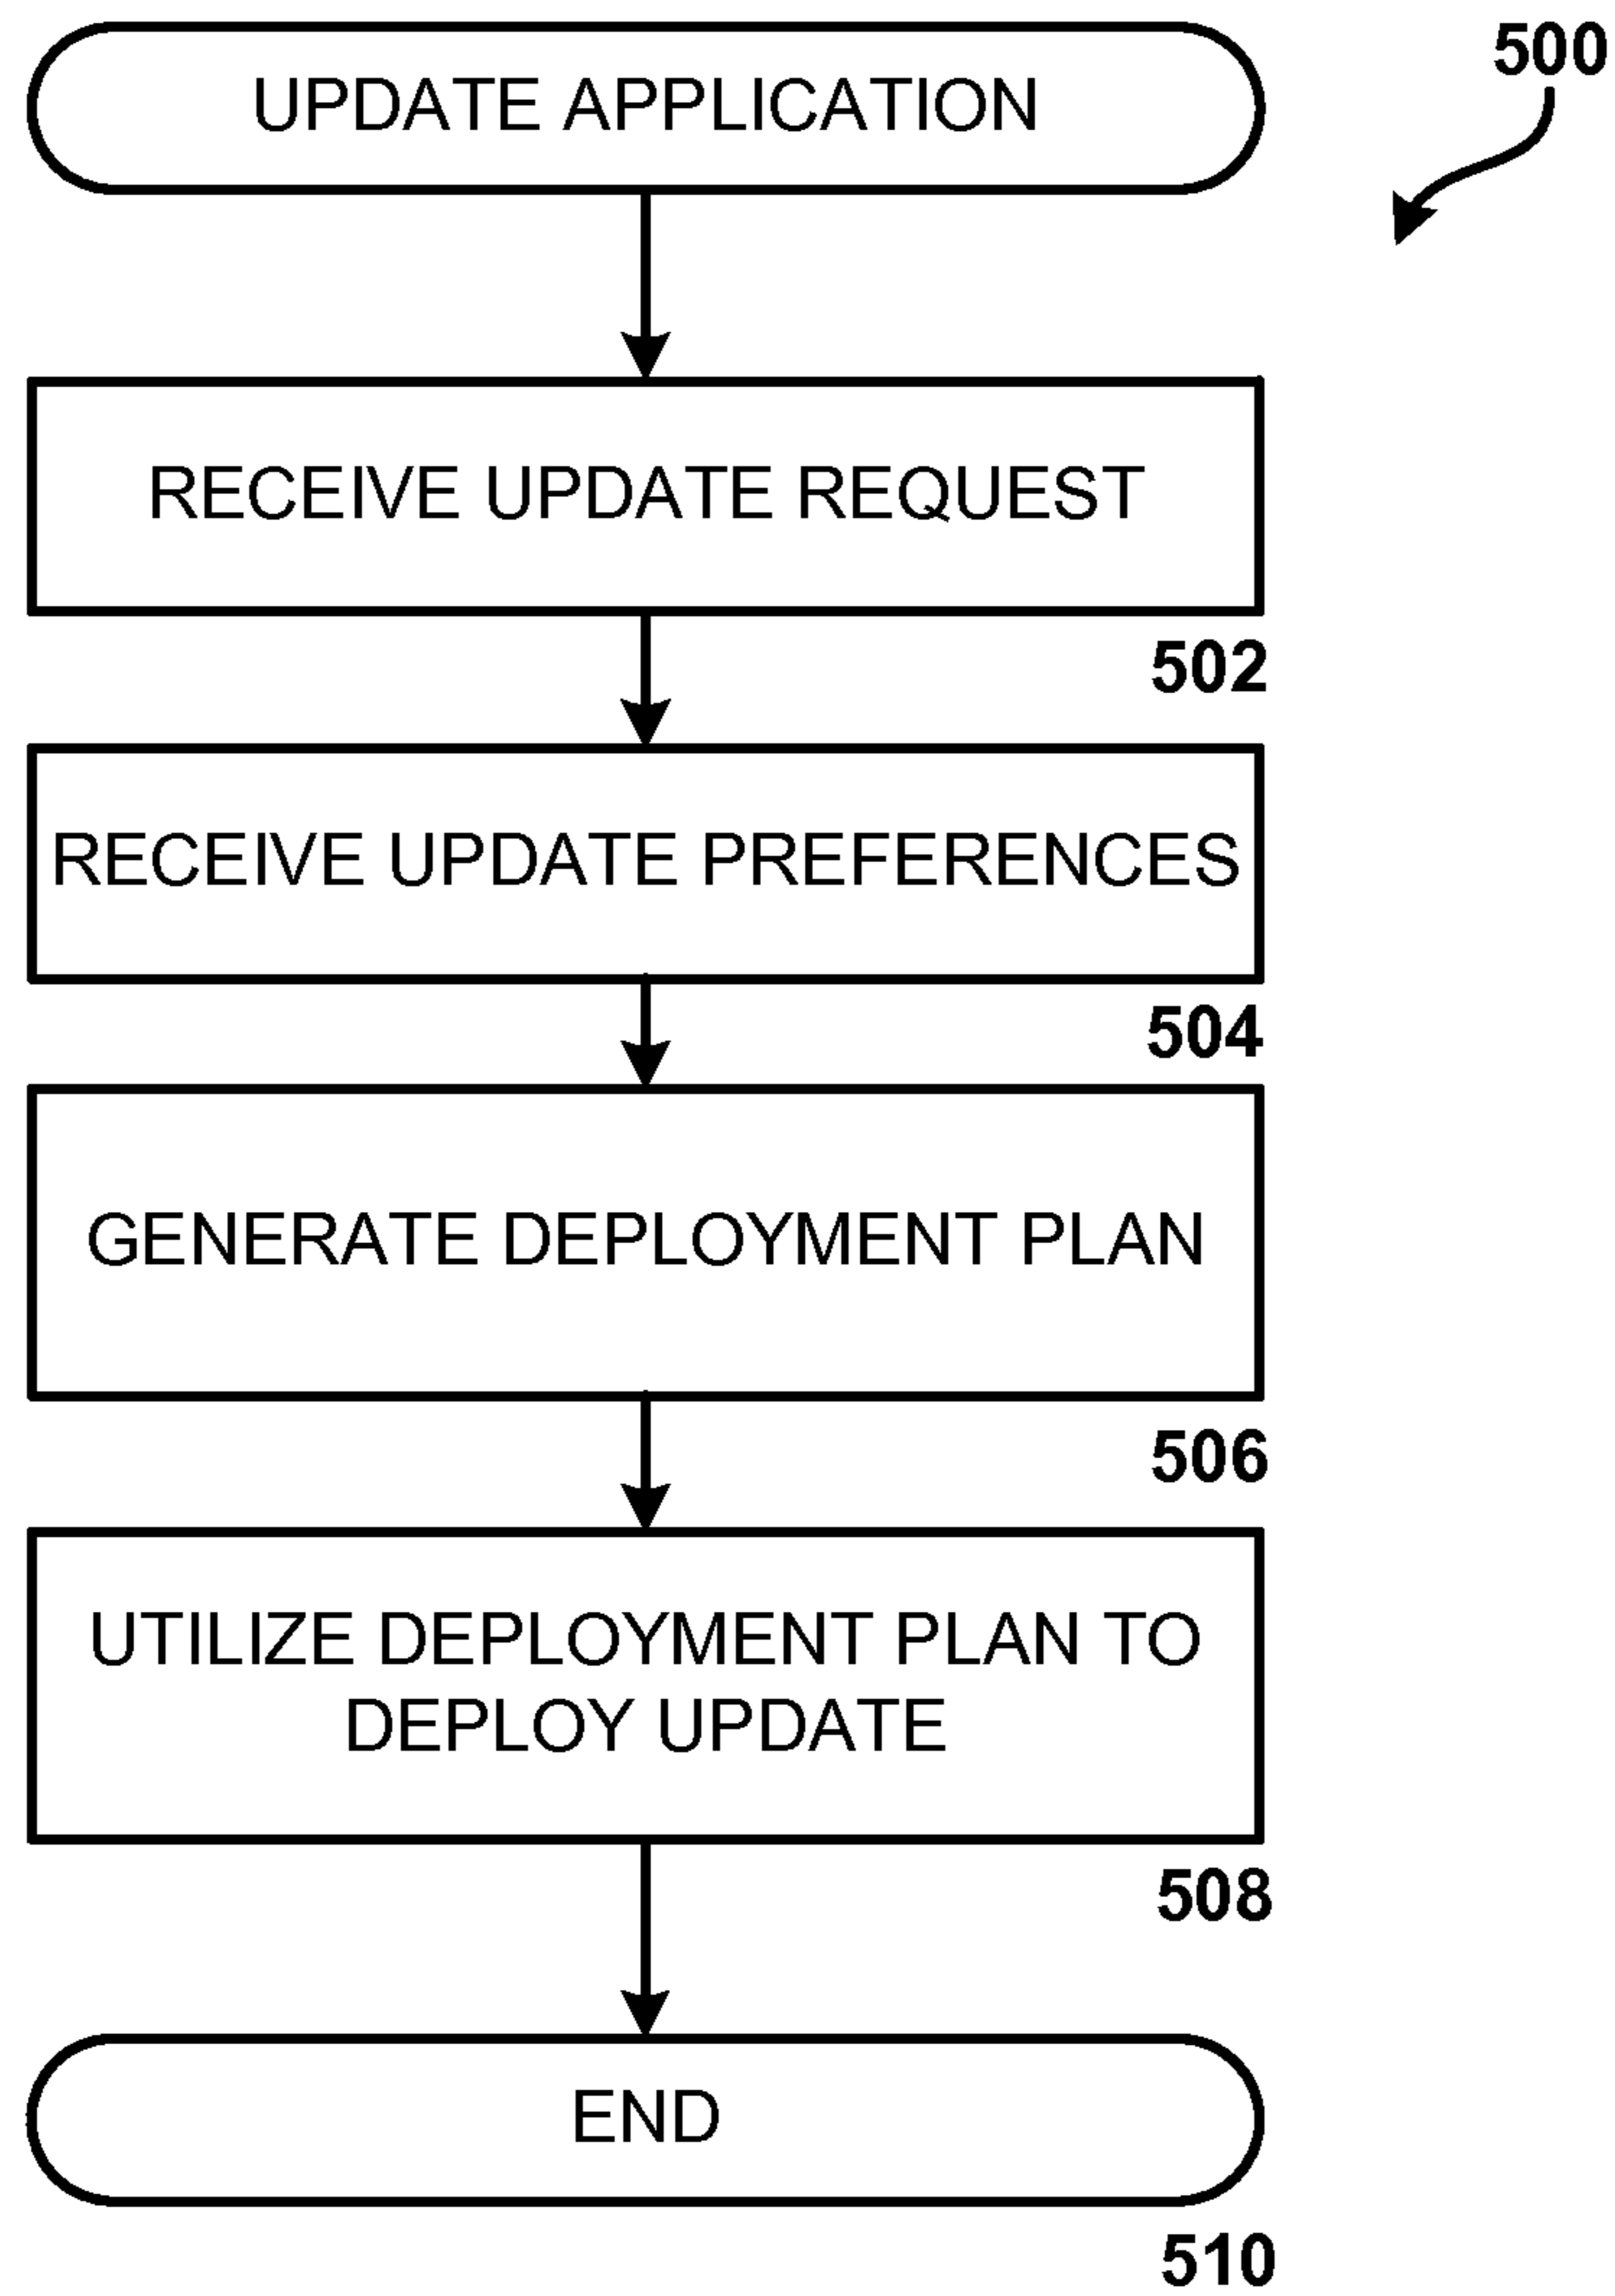 500
UPDATE APPLICATION
RECEIVE UPDATE REQUEST
502
RECEIVE UPDATE PREFERENCES
504
GENERATE DEPLOYMENT PLAN
506
UTILIZE DEPLOYMENT PLAN TO
DEPLOY UPDATE
508
END
510